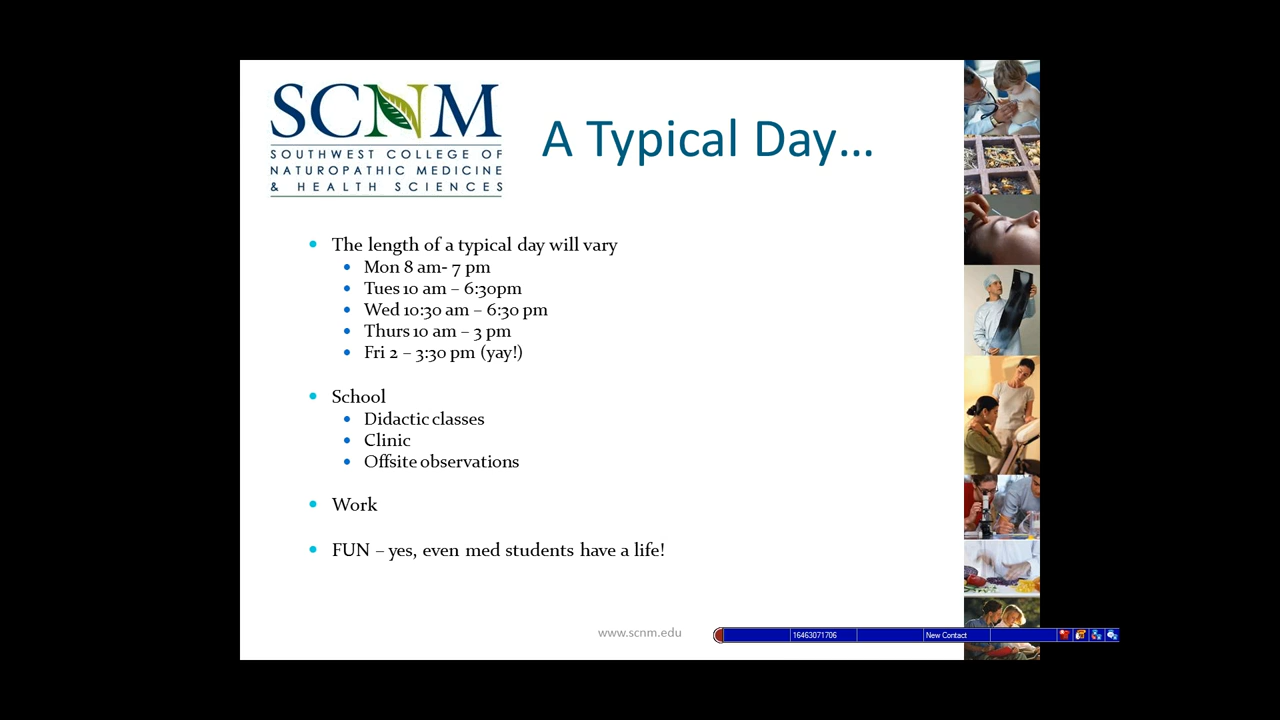 SCNM
SOUTHWEST COLLEGE OF
NATUROPATHIC MEDICINE
& HEALTH SCIENCES
A Typical Day...
The length of a typical day will vary
Mon 8 am- 7 pm
Tues 10 am – 6:30pm
Wed 10:30 am – 6:30 pm
Thurs 10 am – 3 pm
Fri 2 – 3:30 pm (yay!)
School
Didactic classes
Clinic
Offsite observations
Work
FUN – yes, even med students have a life!
www.scnm.edu
16463071706 New Contact